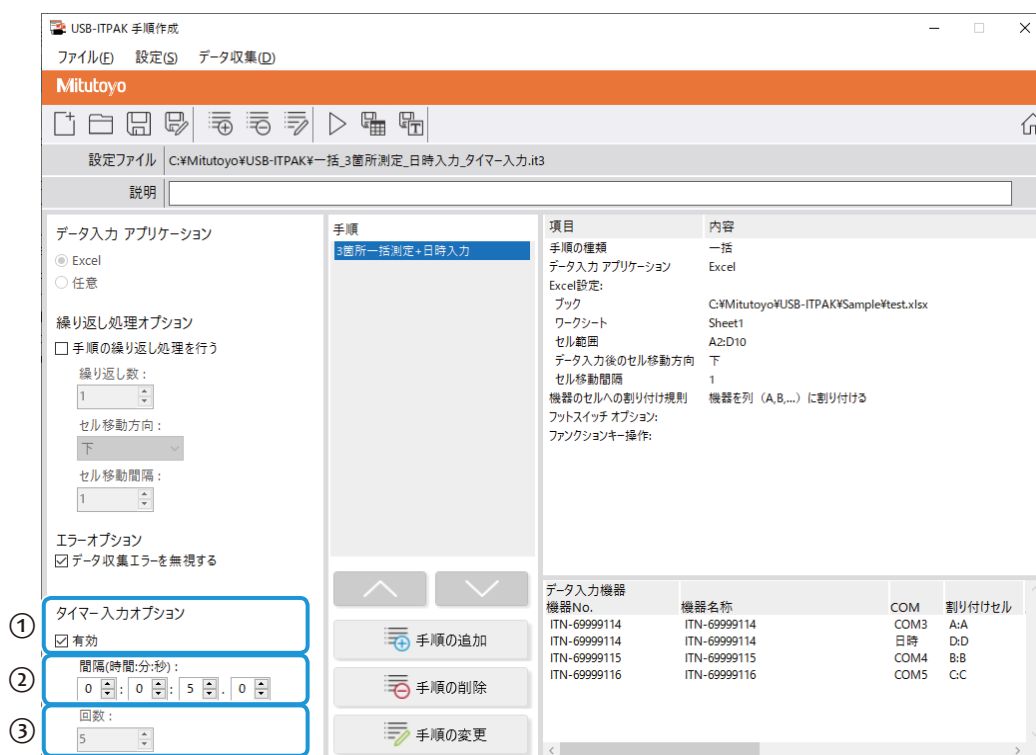 USB-ITPAK 手順作成
ファイル(F) 設定(S) データ収集(D)
Mitutoyo
設定ファイル C:¥Mitutoyo¥USB-ITPAK¥一括_3箇所測定_日時入力_タイマー入力.it3
説明
データ入力 アプリケーション
Excel
任意
繰り返し処理オプション
手順の繰り返し処理を行う
繰り返し数 :
1
セル移動方向 :
下
セル移動間隔 :
1
エラーオプション
データ収集エラーを無視する
① タイマー入力オプション
有効
② 間隔(時間:分:秒) :
0 : 0 : 5 . 0
③ 回数 :
5
手順
3箇所一括測定+日時入力
手順の追加
手順の削除
手順の変更
項目 内容
手順の種類 一括
データ入力 アプリケーション Excel
Excel設定:
ブック C:¥Mitutoyo¥USB-ITPAK¥Sample¥test.xlsx
ワークシート Sheet1
セル範囲 A2:D10
データ入力後のセル移動方向 下
セル移動間隔 1
機器のセルへの割り付け規則 機器を列（A,B,...）に割り付ける
フットスイッチ オプション:
ファンクションキー操作:
データ入力機器
機器No. 機器名称 COM 割り付けセル
ITN-69999114 ITN-69999114 COM3 A:A
ITN-69999114 ITN-69999114 日時 D:D
ITN-69999115 ITN-69999115 COM4 B:B
ITN-69999116 ITN-69999116 COM5 C:C